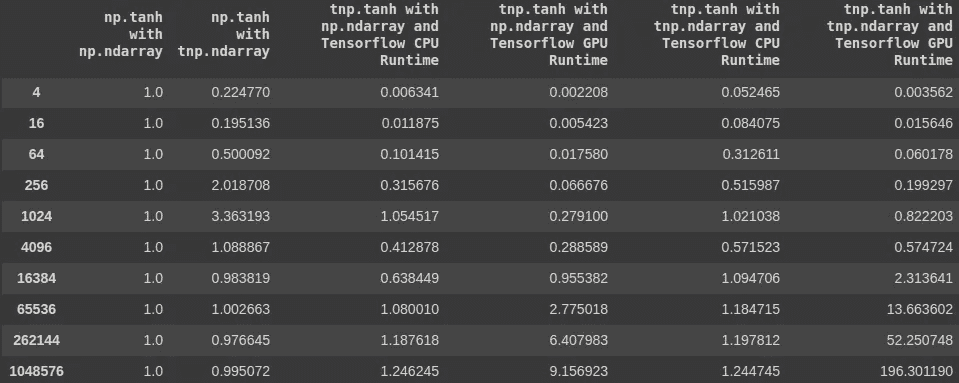 np.tanh with np.ndarray np.tanh with tnp.ndarray tnp.tanh with np.ndarray and Tensorflow CPU Runtime tnp.tanh with np.ndarray and Tensorflow GPU Runtime tnp.tanh with tnp.ndarray and Tensorflow CPU Runtime tnp.tanh with tnp.ndarray and Tensorflow GPU Runtime
4 1.0 0.224770 0.006341 0.002208 0.052465 0.003562
16 1.0 0.195136 0.011875 0.005423 0.084075 0.015646
64 1.0 0.500092 0.101415 0.017580 0.312611 0.060178
256 1.0 2.018708 0.315676 0.066676 0.515987 0.199297
1024 1.0 3.363193 1.054517 0.279100 1.021038 0.822203
4096 1.0 1.088867 0.412878 0.288589 0.571523 0.574724
16384 1.0 0.983819 0.638449 0.955382 1.094706 2.313641
65536 1.0 1.002663 1.080010 2.775018 1.184715 13.663602
262144 1.0 0.976645 1.187618 6.407983 1.197812 52.250748
1048576 1.0 0.995072 1.246245 9.156923 1.244745 196.301190